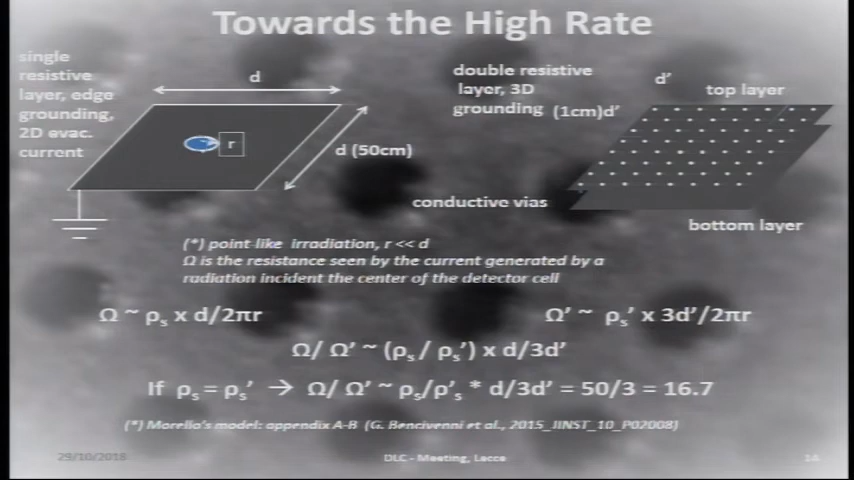 Towards the High Rate
single
resistive
layer, edge
grounding,
2D evac.
current
d
r
d (50cm)
double resistive
layer, 3D
grounding (1cm)d'
d'
top layer
conductive vias
bottom layer
(*) point-like irradiation, r << d
Ω is the resistance seen by the current generated by a
radiation incident the center of the detector cell
Ω ~ ρs x d/2πr
Ω' ~ ρs' x 3d'/2πr
Ω/ Ω' ~ (ρs / ρs') x d/3d'
If ρs = ρs' → Ω/ Ω' ~ ρs/ρ's * d/3d' = 50/3 = 16.7
(*) Morello's model: appendix A-B (G. Bencivenni et al., 2015_JINST_10_P02008)
29/10/2018
DLC - Meeting, Lecce
14